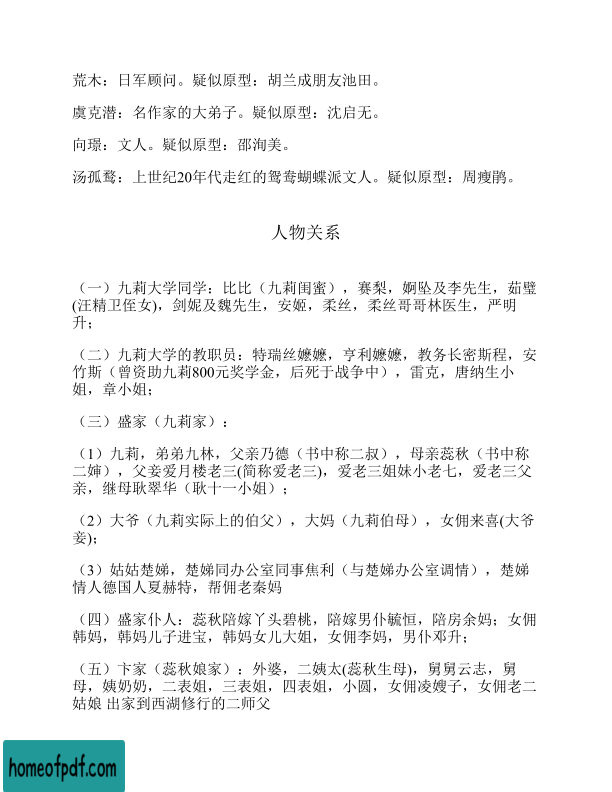 荒木：日军顾问。疑似原型：胡兰成朋友池田。
虞克潜：名作家的大弟子。疑似原型：沈启无。
向璟：文人。疑似原型：邵洵美。
汤孤鹜：上世纪20年代走红的鸳鸯蝴蝶派文人。疑似原型：周瘦鹃。
人物关系
（一）九莉大学同学：比比（九莉闺蜜），赛梨，婀坠及李先生，茹璧
(汪精卫侄女)，剑妮及魏先生，安姬，柔丝，柔丝哥哥林医生，严明
升；
（二）九莉大学的教职员：特瑞丝嬷嬷，亨利嬷嬷，教务长密斯程，安
竹斯（曾资助九莉800元奖学金，后死于战争中），雷克，唐纳生小
姐，章小姐；
（三）盛家（九莉家）：
（1）九莉，弟弟九林，父亲乃德（书中称二叔），母亲蕊秋（书中称
二婶），父妾爱月楼老三(简称爱老三)，爱老三姐妹小老七，爱老三父
亲，继母耿翠华（耿十一小姐）；
（2）大爷（九莉实际上的伯父），大妈（九莉伯母），女佣来喜(大爷
妾);
（3）姑姑楚娣，楚娣同办公室同事焦利（与楚娣办公室调情），楚娣
情人德国人夏赫特，帮佣老秦妈
（四）盛家仆人：蕊秋陪嫁丫头碧桃，陪嫁男仆毓恒，陪房余妈；女佣
韩妈，韩妈儿子进宝，韩妈女儿大姐，女佣李妈，男仆邓升；
（五）卞家（蕊秋娘家）：外婆，二姨太(蕊秋生母)，舅舅云志，舅
母，姨奶奶，二表姐，三表姐，四表姐，小圆，女佣凌嫂子，女佣老二
姑娘 出家到西湖修行的二师父
homeofpdf.com